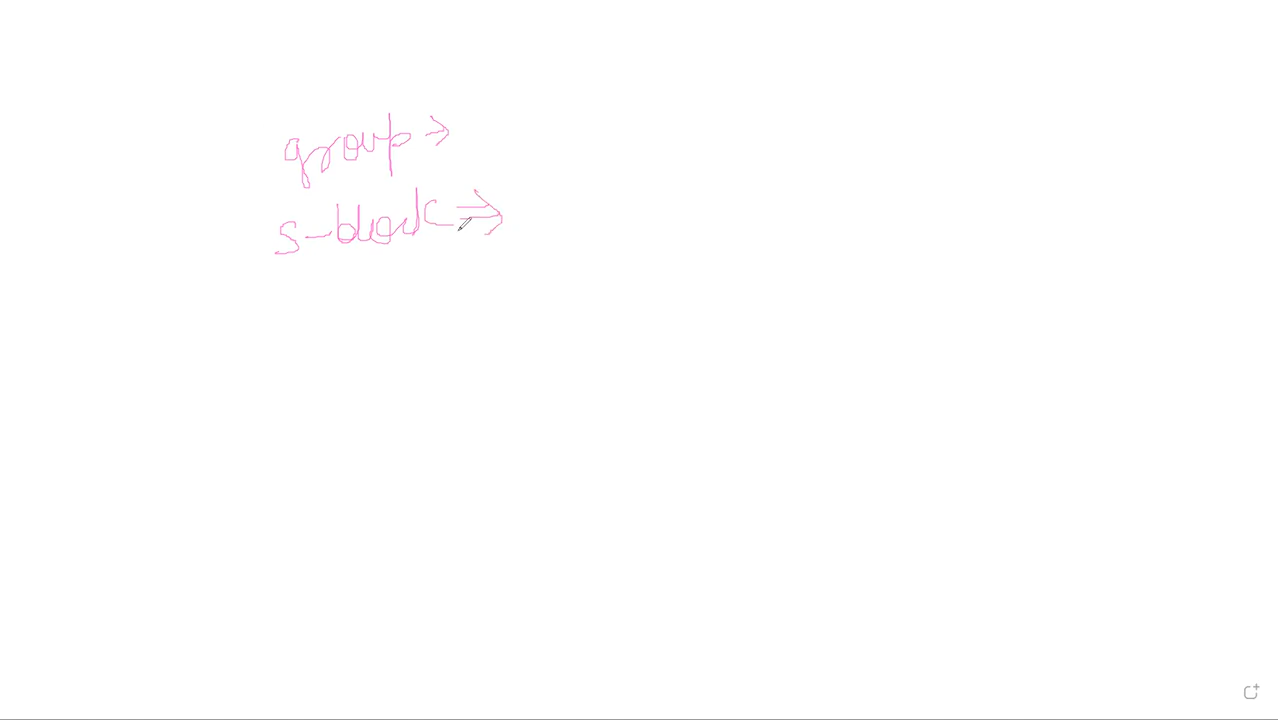 group →
s-block ⇒